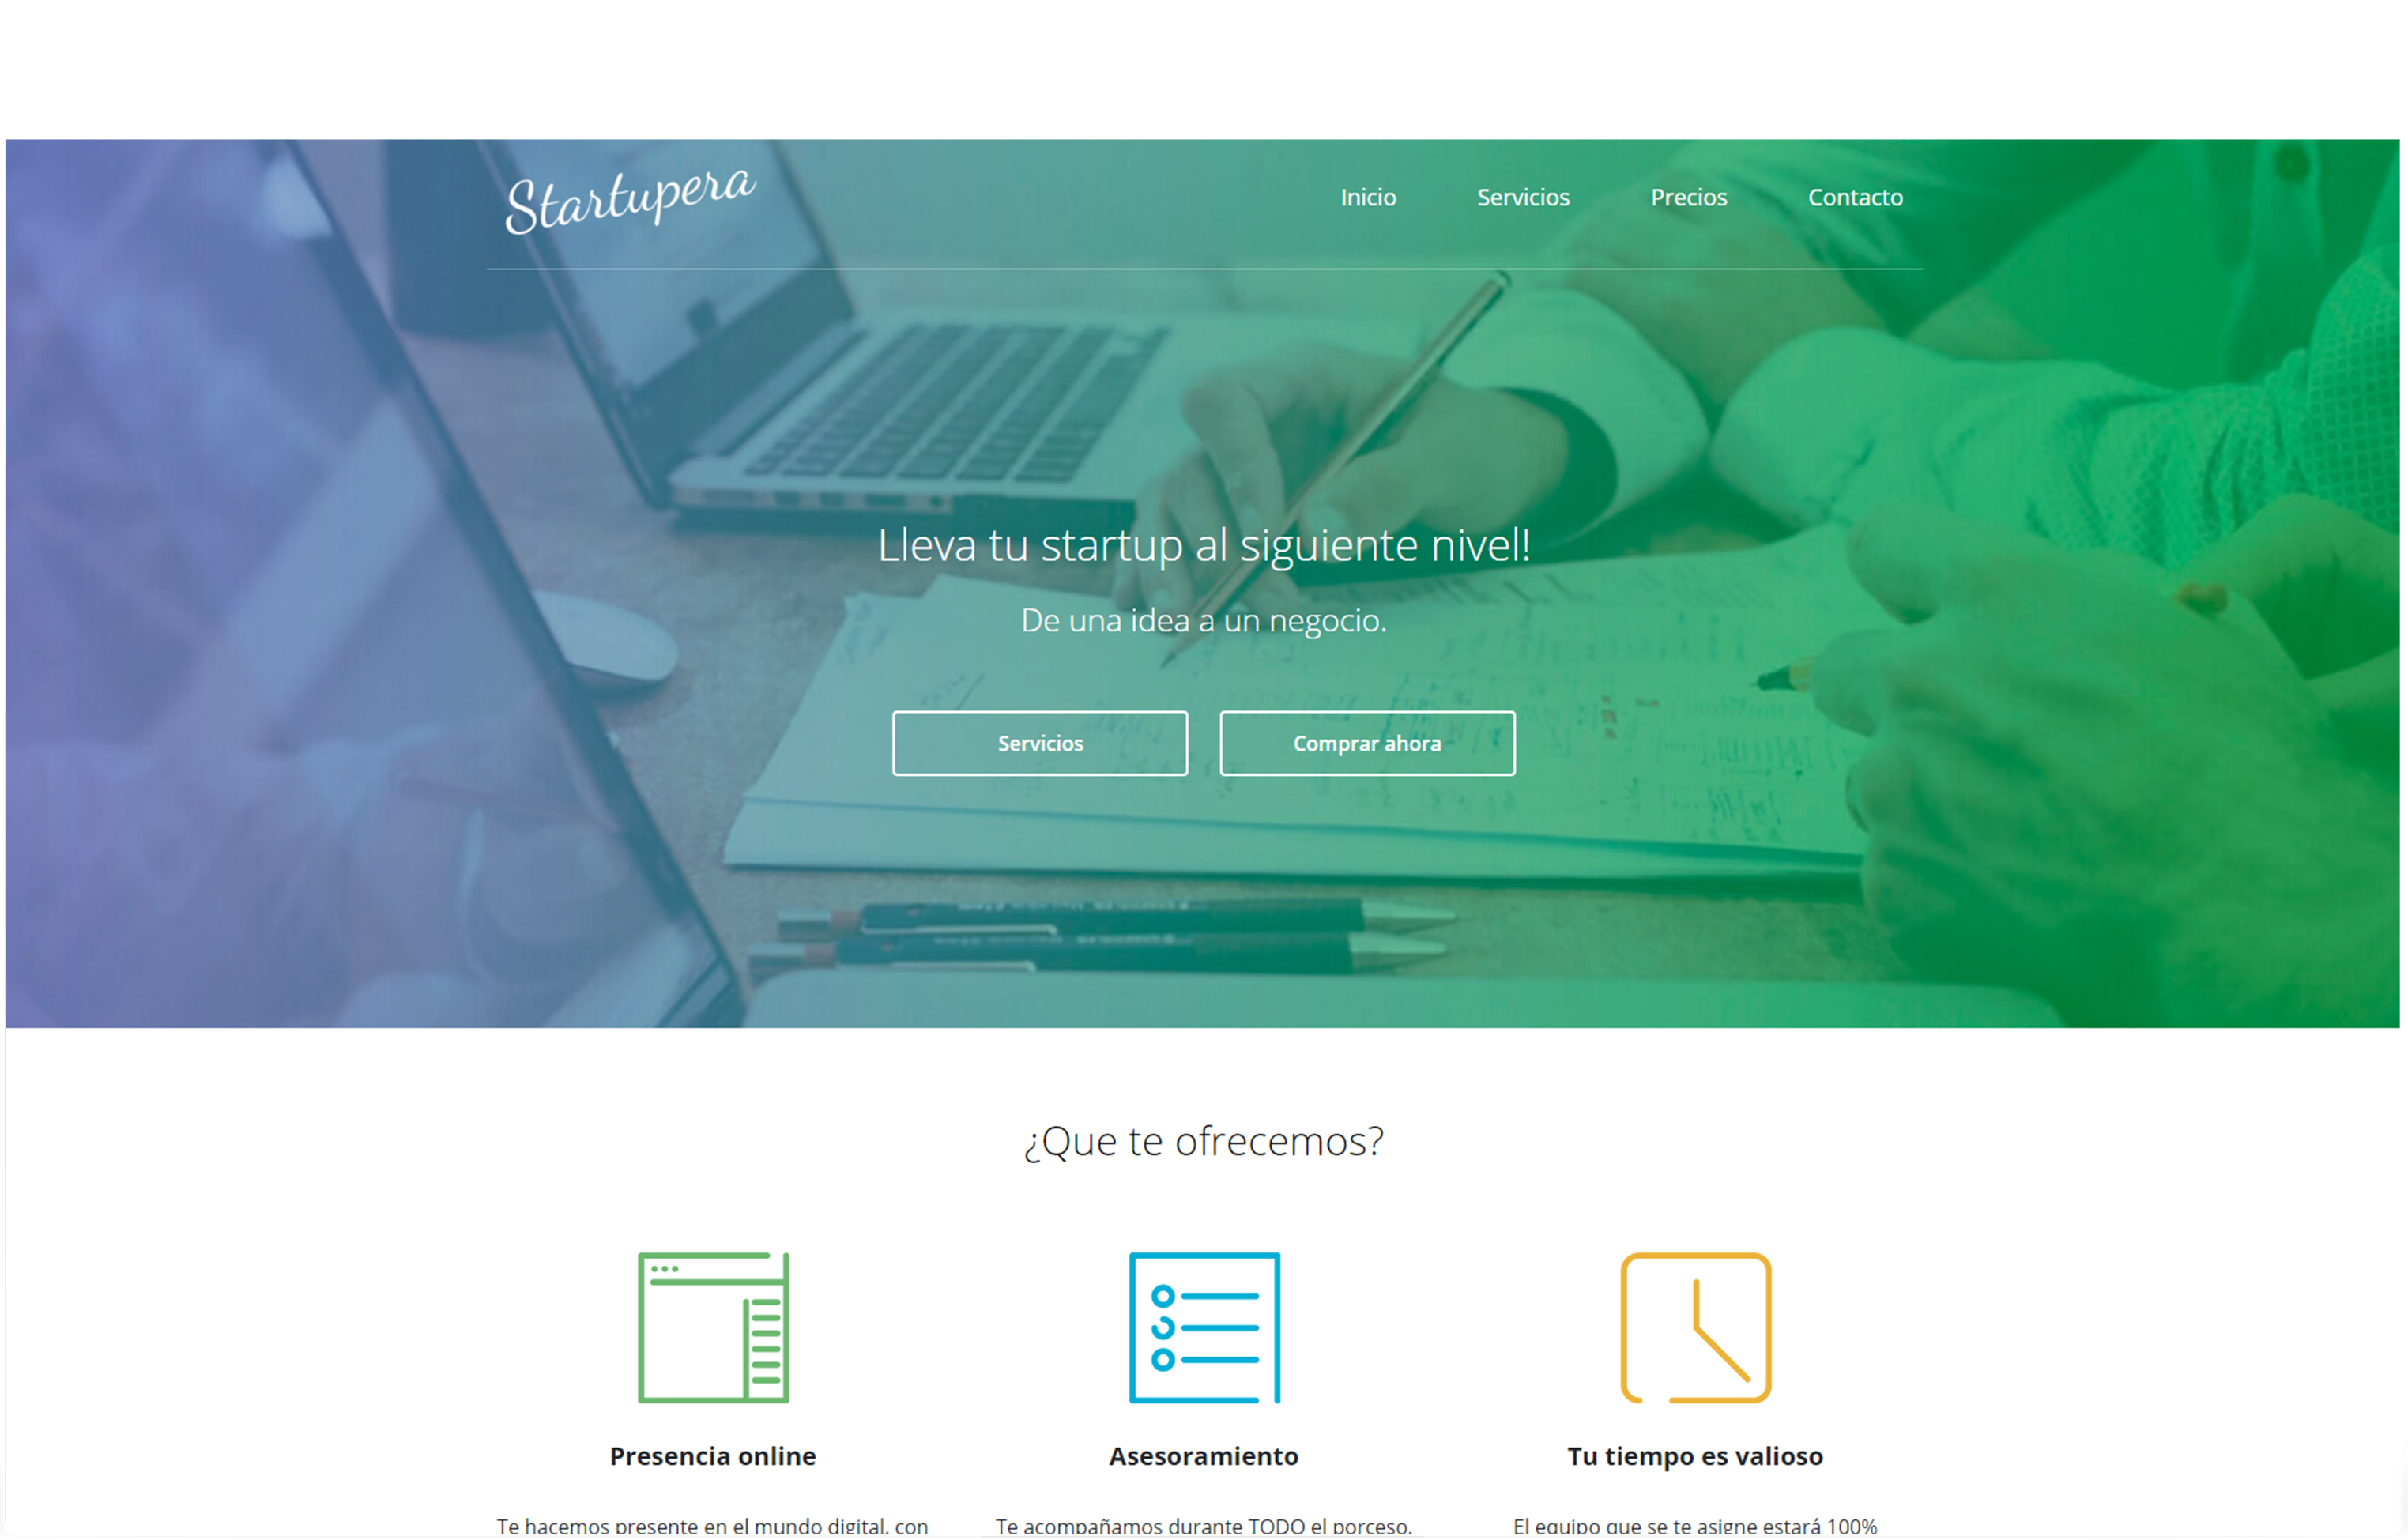 Startupera
Inicio Servicios Precios Contacto
Lleva tu startup al siguiente nivel!
De una idea a un negocio.
Servicios Comprar ahora
¿Que te ofrecemos?
Presencia online Asesoramiento Tu tiempo es valioso
Te hacemos presente en el mundo digital, con Te acompañamos durante TODO el porceso. El equipo que se te asigne estará 100%